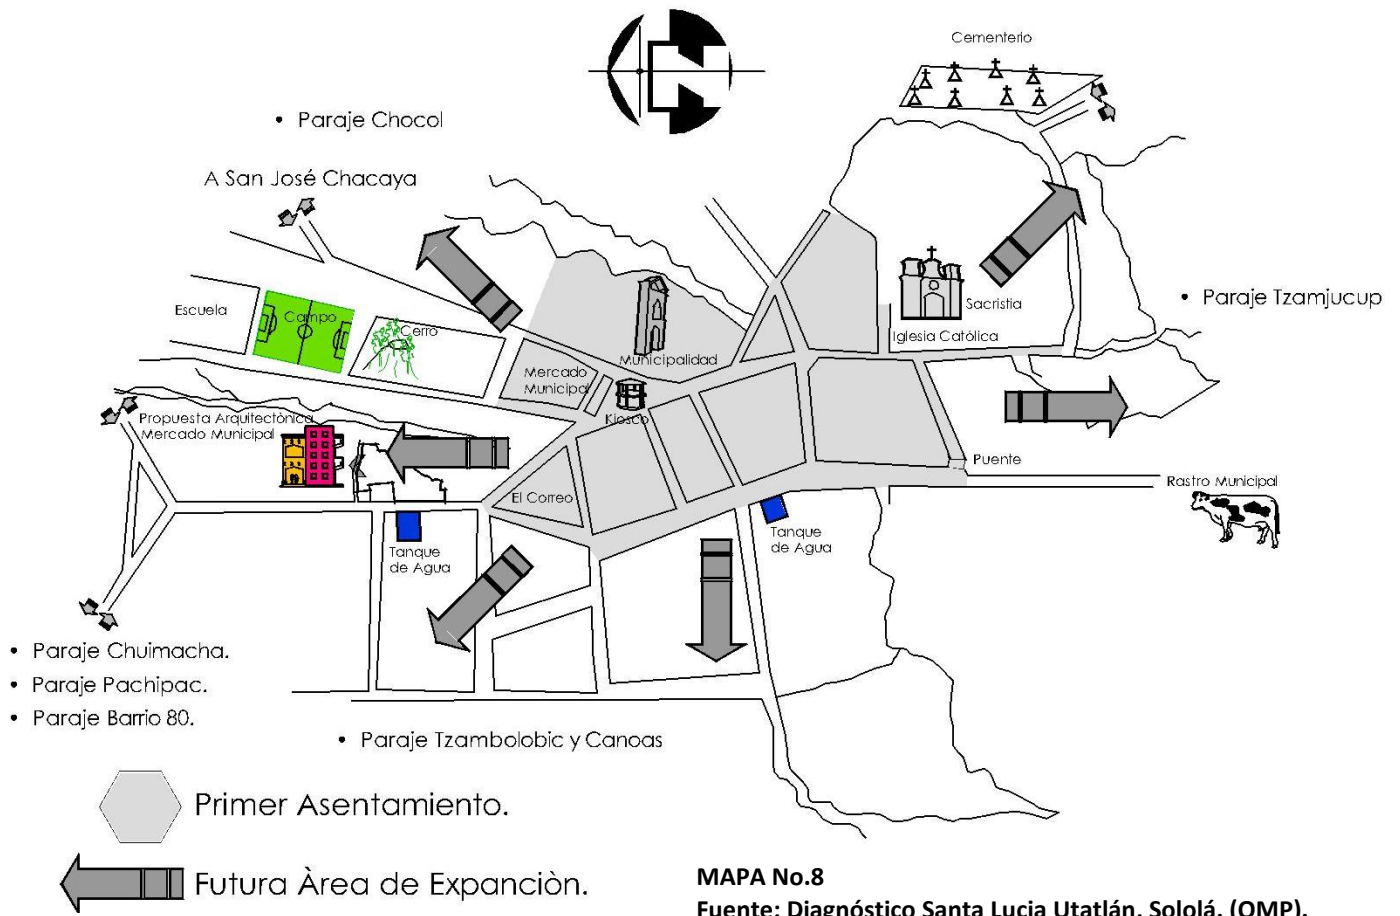 Cementerio
• Paraje Chocol
A San José Chacaya
Escuela
Campo
Cerro
Mercado
Municipal
Municipalidad
Kiosco
Sacristia
Iglesia Católica
• Paraje Tzamjucup
Propuesta Arquitectònica
Mercado Municipal
El Correo
Puente
Rastro Municipal
Tanque
de Agua
Tanque
de Agua
• Paraje Chuimacha.
• Paraje Pachipac.
• Paraje Barrio 80.
• Paraje Tzambolobic y Canoas
Primer Asentamiento.
Futura Àrea de Expanciòn.
MAPA No.8
Fuente: Diagnóstico Santa Lucia Utatlán, Sololá. (OMP).